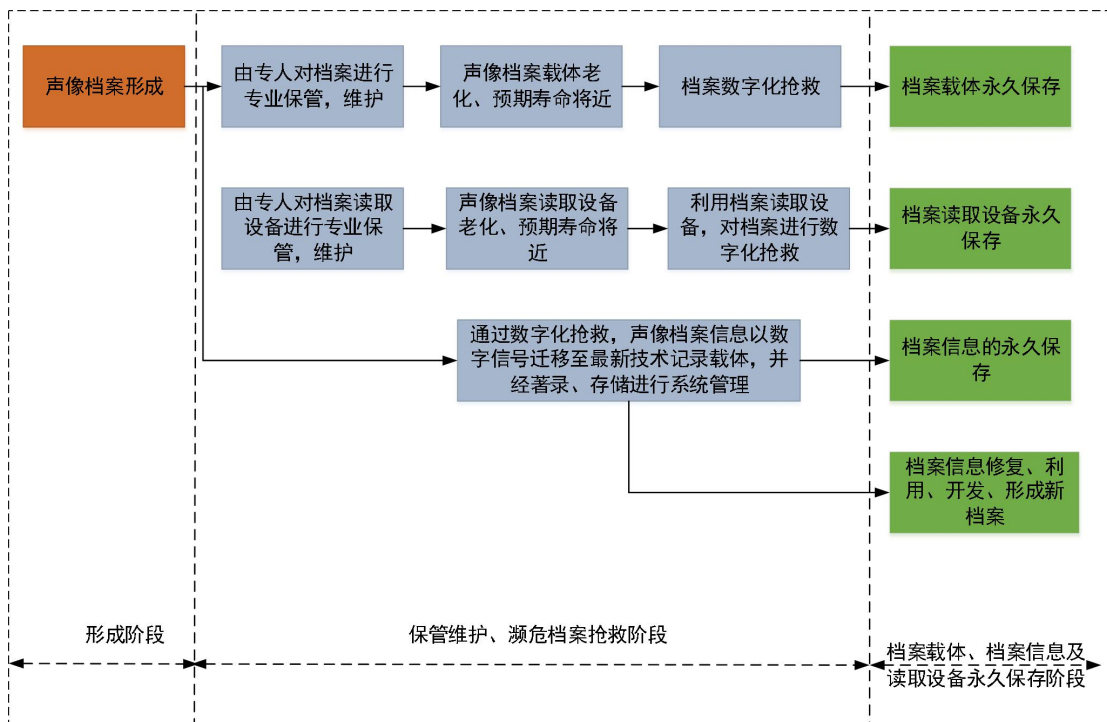 声像档案形成
由专人对档案进行
专业保管，维护
声像档案载体老
化、预期寿命将近
档案数字化抢救
档案载体永久保存
由专人对档案读取
设备进行专业保
管，维护
声像档案读取设备
老化、预期寿命将
近
利用档案读取设
备，对档案进行数
字化抢救
档案读取设备永久
保存
通过数字化抢救，声像档案信息以数
字信号迁移至最新技术记录载体，并
经著录、存储进行系统管理
档案信息的永久保
存
档案信息修复、利
用、开发、形成新
档案
形成阶段
保管维护、濒危档案抢救阶段
档案载体、档案信息及
读取设备永久保存阶段